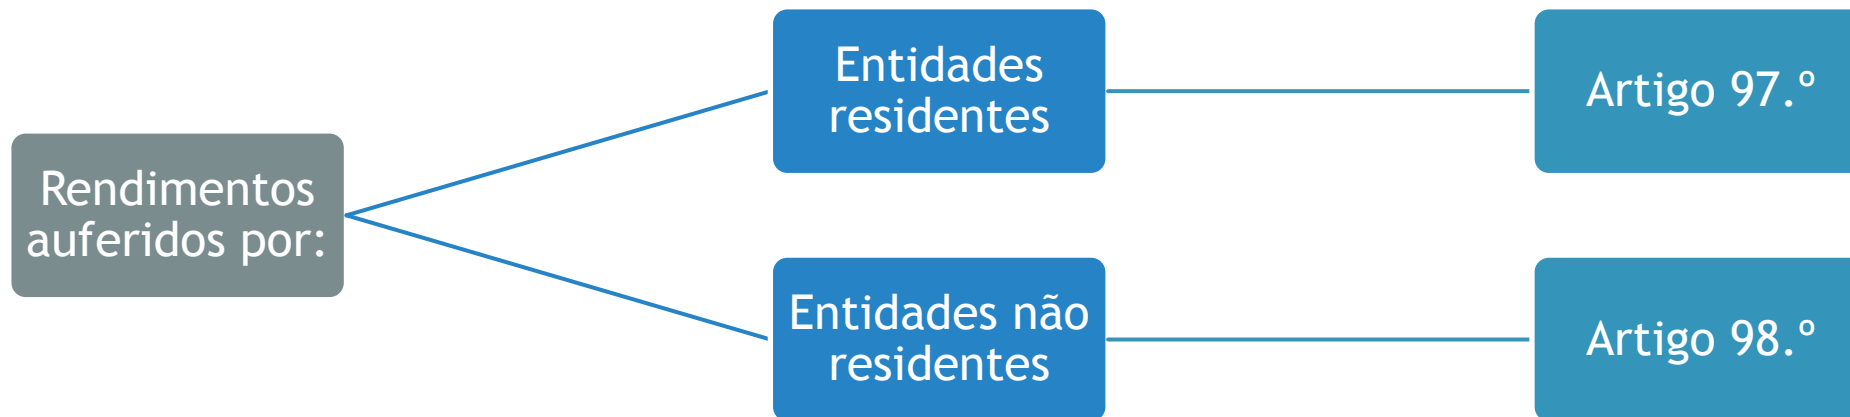 Rendimentos
auferidos por:
Entidades
residentes
Artigo 97.º
Entidades não
residentes
Artigo 98.º